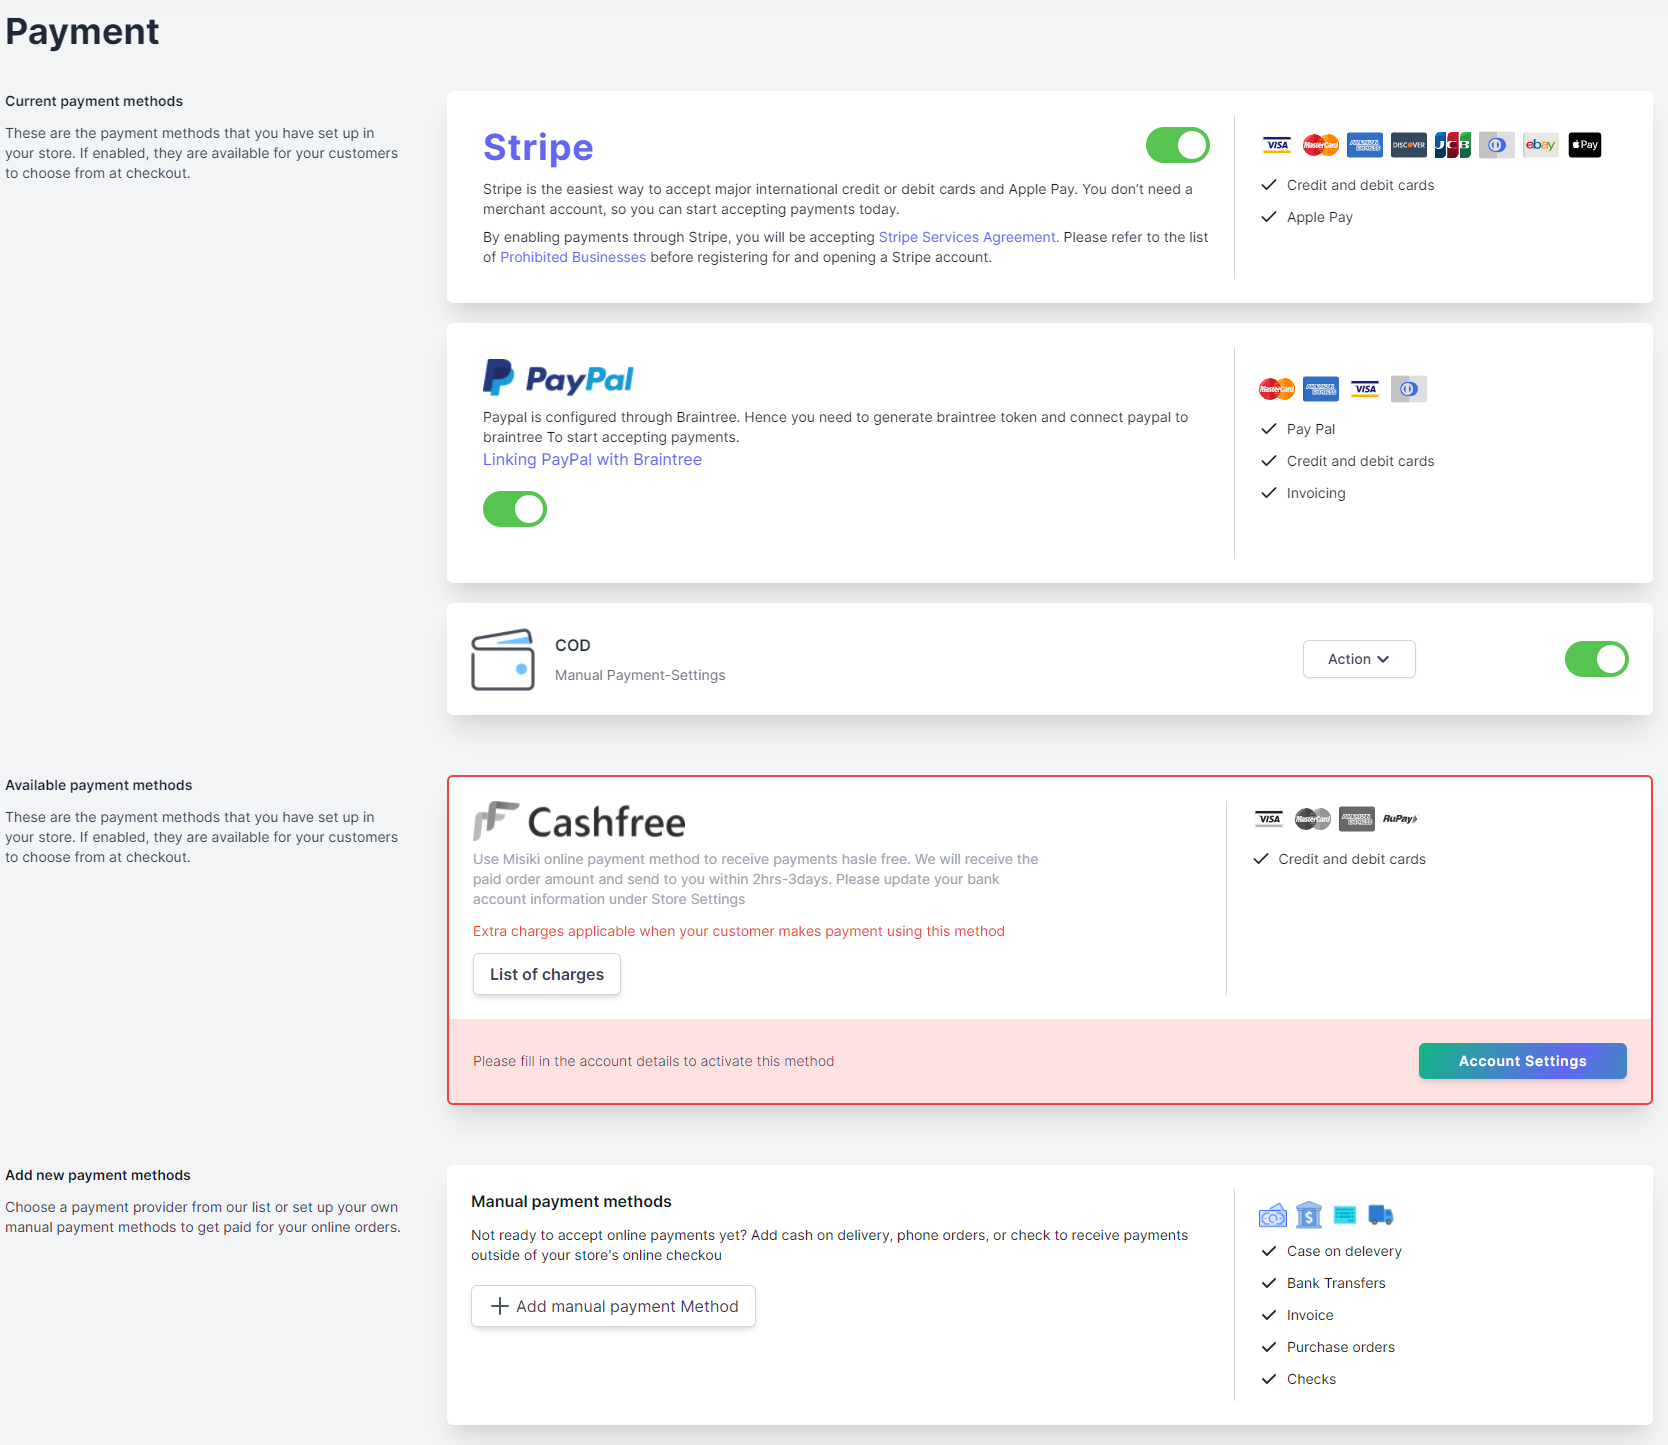 Payment
Current payment methods
These are the payment methods that you have set up in
your store. If enabled, they are available for your customers
to choose from at checkout.
Stripe
Stripe is the easiest way to accept major international credit or debit cards and Apple Pay. You don't need a
merchant account, so you can start accepting payments today.
By enabling payments through Stripe, you will be accepting Stripe Services Agreement. Please refer to the list
of Prohibited Businesses before registering for and opening a Stripe account.
VISA MasterCard AMERICAN EXPRESS DISCOVER JCB ebay Pay
Credit and debit cards
Apple Pay
PayPal
Paypal is configured through Braintree. Hence you need to generate braintree token and connect paypal to
braintree To start accepting payments.
Linking PayPal with Braintree
MasterCard AMERICAN EXPRESS VISA
Pay Pal
Credit and debit cards
Invoicing
COD
Manual Payment-Settings
Action
Available payment methods
These are the payment methods that you have set up in
your store. If enabled, they are available for your customers
to choose from at checkout.
Cashfree
Use Misiki online payment method to receive payments hasle free. We will receive the
paid order amount and send to you within 2hrs-3days. Please update your bank
account information under Store Settings
Extra charges applicable when your customer makes payment using this method
List of charges
VISA MasterCard AMERICAN EXPRESS RuPay
Credit and debit cards
Please fill in the account details to activate this method
Account Settings
Add new payment methods
Choose a payment provider from our list or set up your own
manual payment methods to get paid for your online orders.
Manual payment methods
Not ready to accept online payments yet? Add cash on delivery, phone orders, or check to receive payments
outside of your store's online checkou
Add manual payment Method
Case on delevery
Bank Transfers
Invoice
Purchase orders
Checks